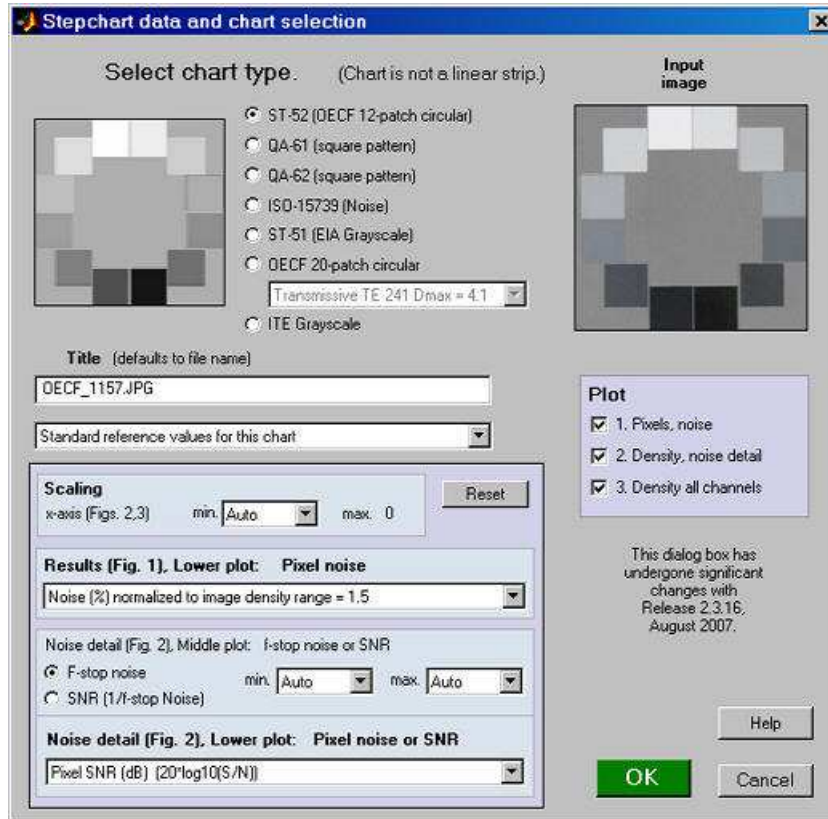 Stepchart data and chart selection
Select chart type. (Chart is not a linear strip.)
Input
image
ST-52 (OECF 12-patch circular)
QA-61 (square pattern)
QA-62 (square pattern)
ISO-15739 (Noise)
ST-51 (EIA Grayscale)
OECF 20-patch circular
Transmissive TE 241 Dmax = 4.1
ITE Grayscale
Title (defaults to file name)
OECF_1157.JPG
Standard reference values for this chart
Plot
1. Pixels, noise
2. Density, noise detail
3. Density all channels
Scaling
x-axis (Figs. 2,3) min. Auto max. 0
Reset
Results (Fig. 1), Lower plot: Pixel noise
Noise (%) normalized to image density range = 1.5
This dialog box has
undergone significant
changes with
Release 2.3.16,
August 2007.
Noise detail (Fig. 2), Middle plot: f-stop noise or SNR
F-stop noise
SNR (1/f-stop Noise)
min. Auto max. Auto
Noise detail (Fig. 2), Lower plot: Pixel noise or SNR
Pixel SNR (dB) (20*log10(S/N))
Help
OK
Cancel